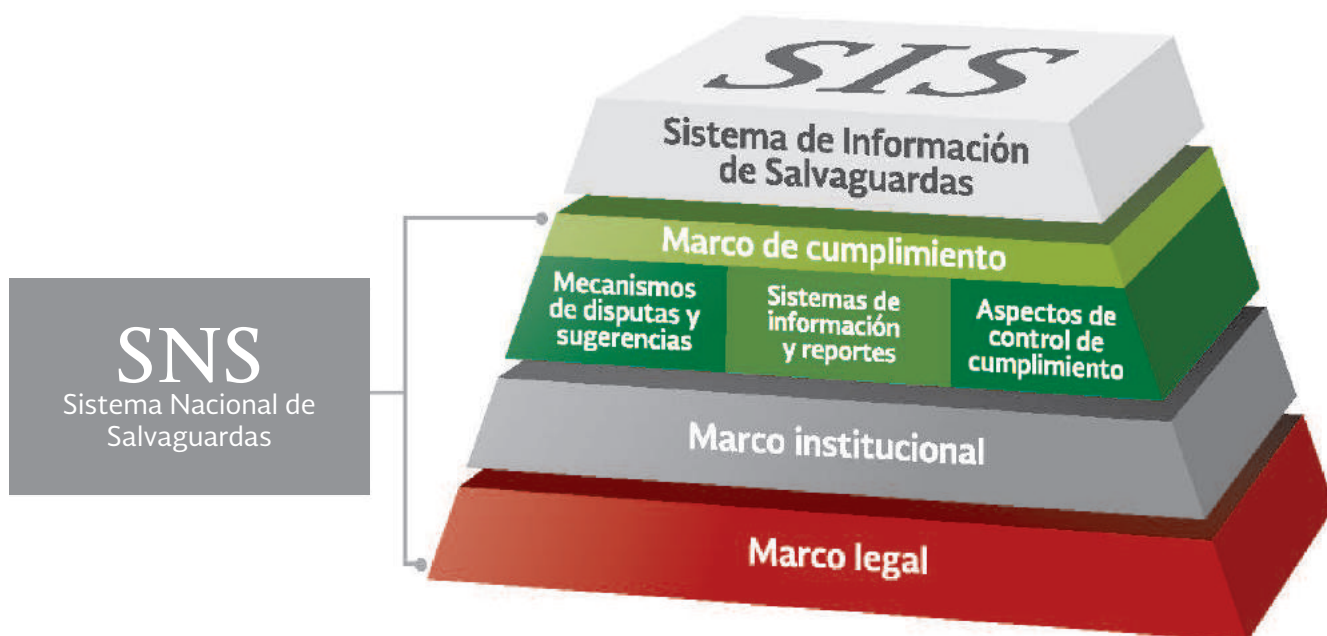 SIS
Sistema de Información
de Salvaguardas
Marco de cumplimiento
Mecanismos
de disputas y
sugerencias
Sistemas de
información
y reportes
Aspectos de
control de
cumplimiento
Marco institucional
Marco legal
SNS
Sistema Nacional de
Salvaguardas